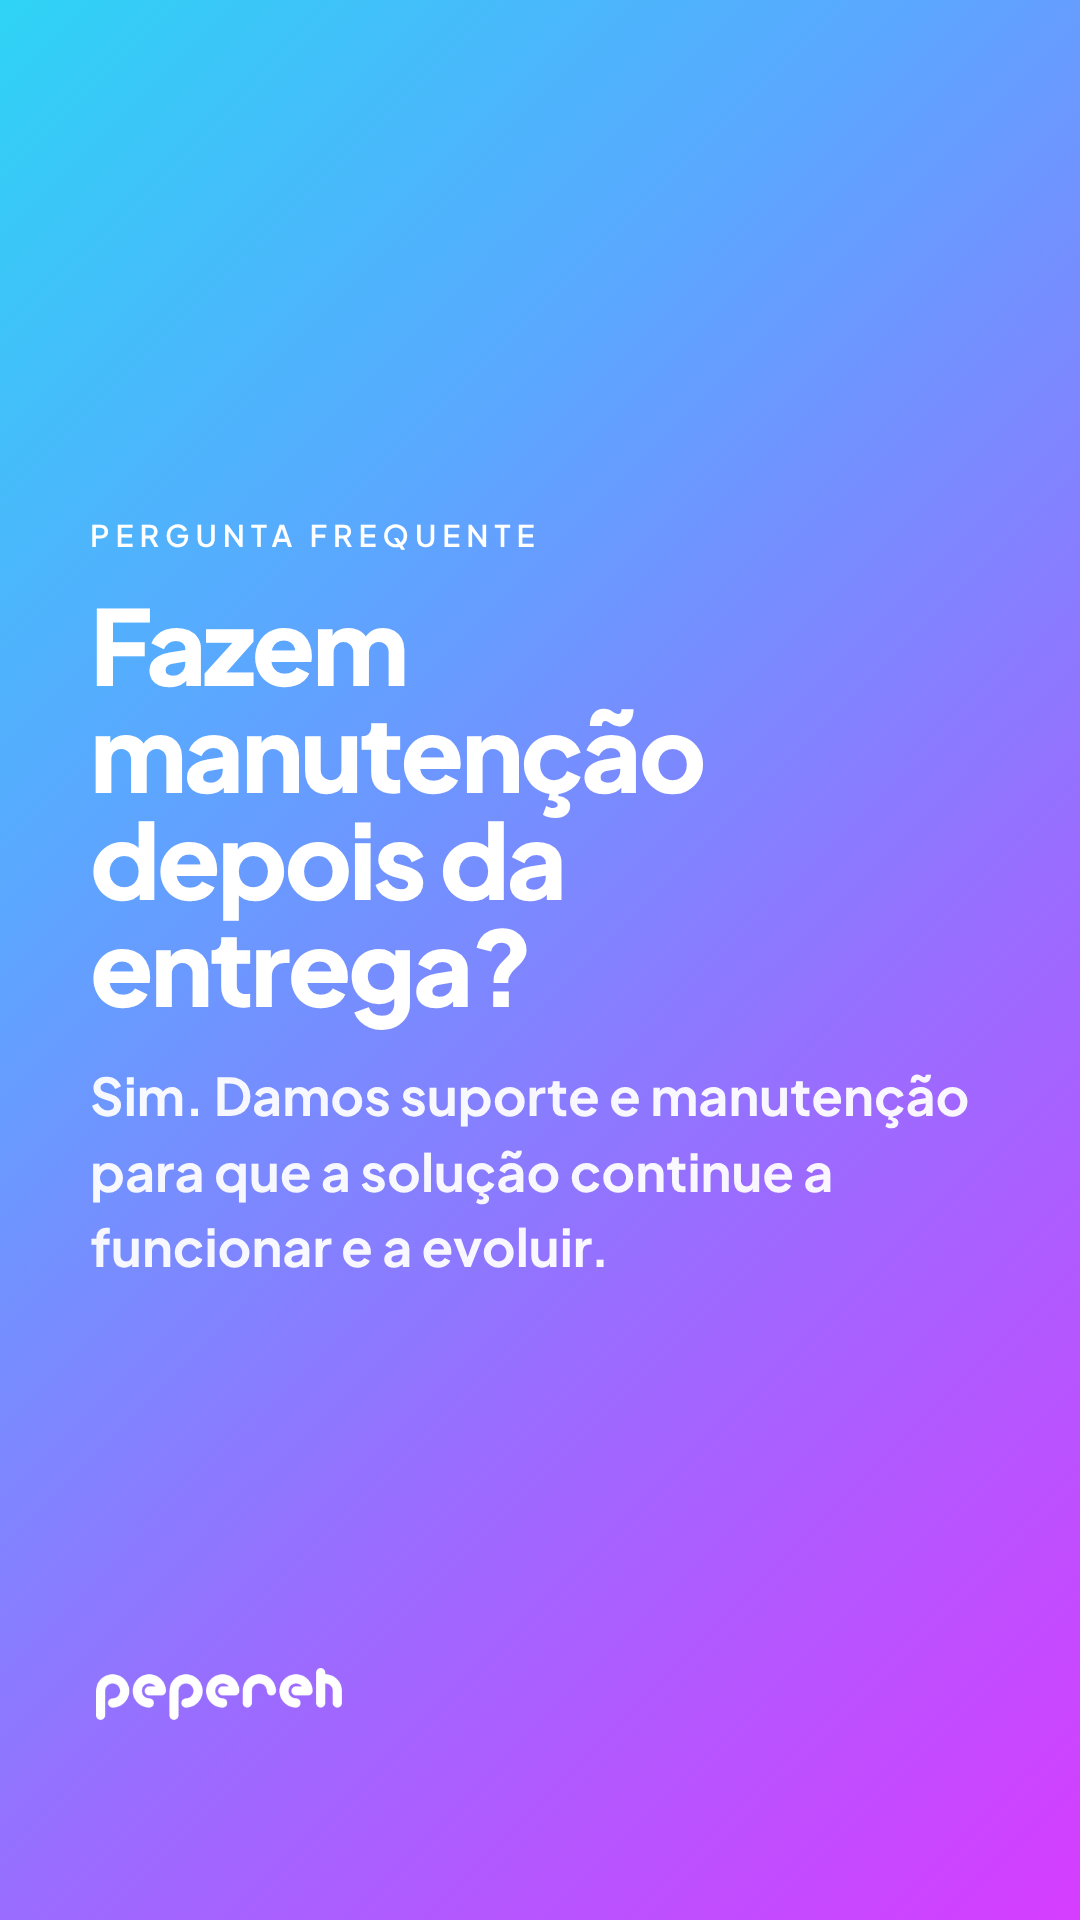 PERGUNTA FREQUENTE
Fazem
manutenção
depois da
entrega?
Sim. Damos suporte e manutenção
para que a solução continue a
funcionar e a evoluir.
pepereh